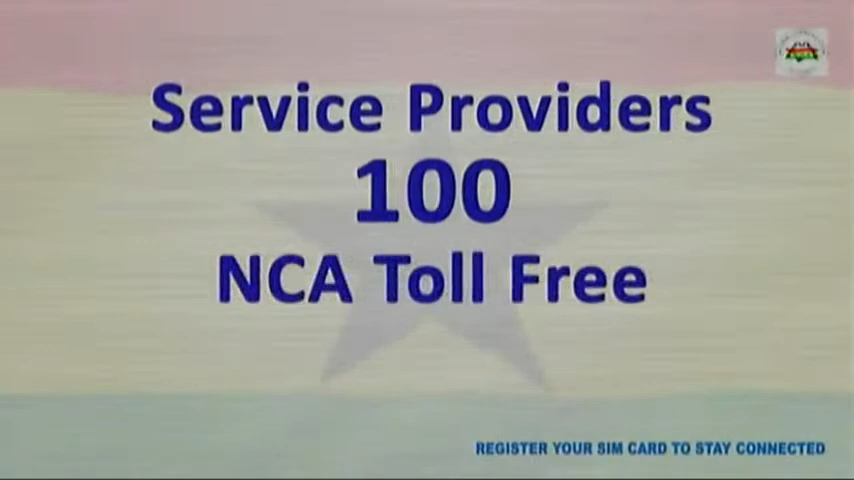 Service Providers
100
NCA Toll Free
REGISTER YOUR SIM CARD TO STAY CONNECTED